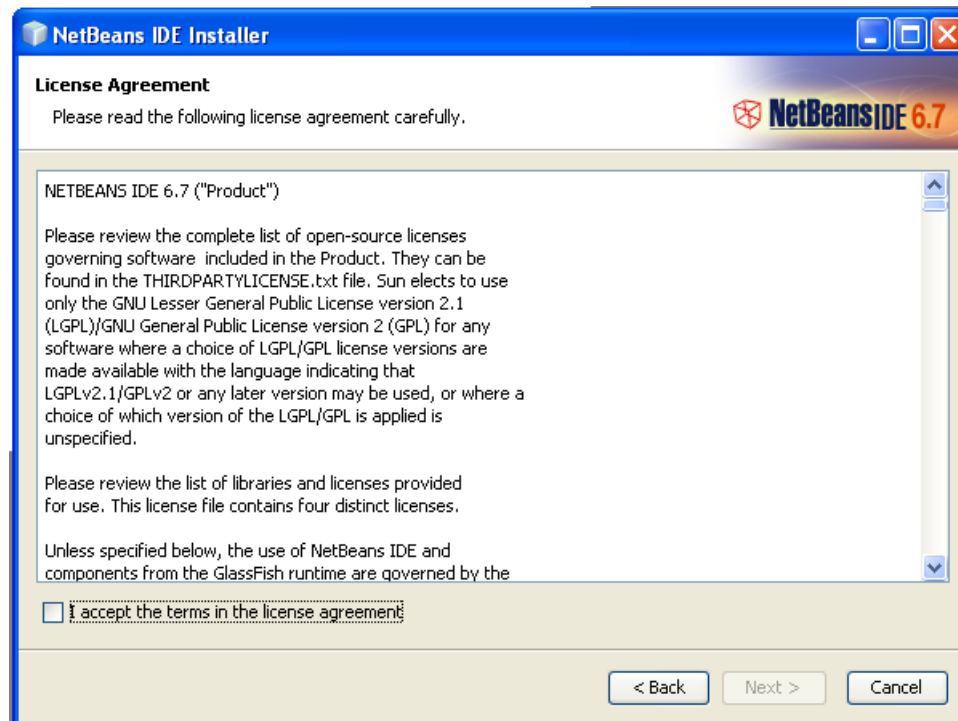 NetBeans IDE Installer
License Agreement
Please read the following license agreement carefully.
NetBeans IDE 6.7
NETBEANS IDE 6.7 ("Product")
Please review the complete list of open-source licenses
governing software  included in the Product. They can be
found in the THIRDPARTYLICENSE.txt file. Sun elects to use
only the GNU Lesser General Public License version 2.1
(LGPL)/GNU General Public License version 2 (GPL) for any
software where a choice of LGPL/GPL license versions are
made available with the language indicating that
LGPLv2.1/GPLv2 or any later version may be used, or where a
choice of which version of the LGPL/GPL is applied is
unspecified.
Please review the list of libraries and licenses provided
for use. This license file contains four distinct licenses.
Unless specified below, the use of NetBeans IDE and
components from the GlassFish runtime are governed by the
I accept the terms in the license agreement
< Back
Next >
Cancel